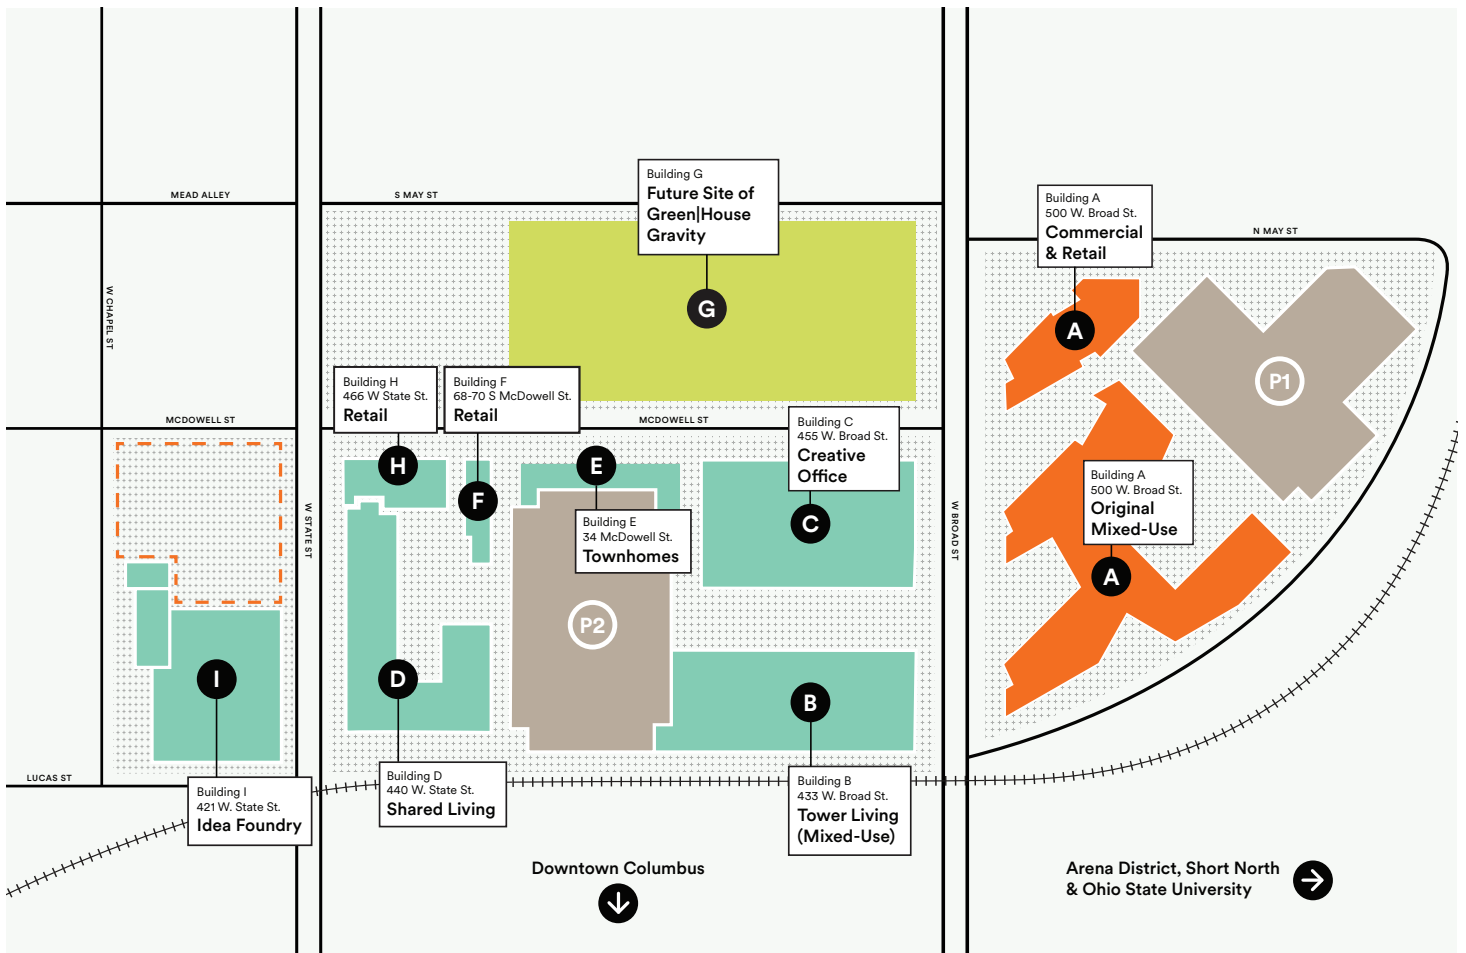 Building G
Future Site of
Green|House
Gravity
Building A
500 W. Broad St.
Commercial
& Retail
MEAD ALLEY
S MAY ST
N MAY ST
W CHAPEL ST
G
A
P1
Building H
466 W State St.
Retail
Building F
68-70 S McDowell St.
Retail
MCDOWELL ST
MCDOWELL ST
Building C
455 W. Broad St.
Creative
Office
H
E
F
C
W STATE ST
W BROAD ST
Building A
500 W. Broad St.
Original
Mixed-Use
Building E
34 McDowell St.
Townhomes
A
P2
I
D
B
LUCAS ST
Building I
421 W. State St.
Idea Foundry
Building D
440 W. State St.
Shared Living
Building B
433 W. Broad St.
Tower Living
(Mixed-Use)
Downtown Columbus
Arena District, Short North
& Ohio State University